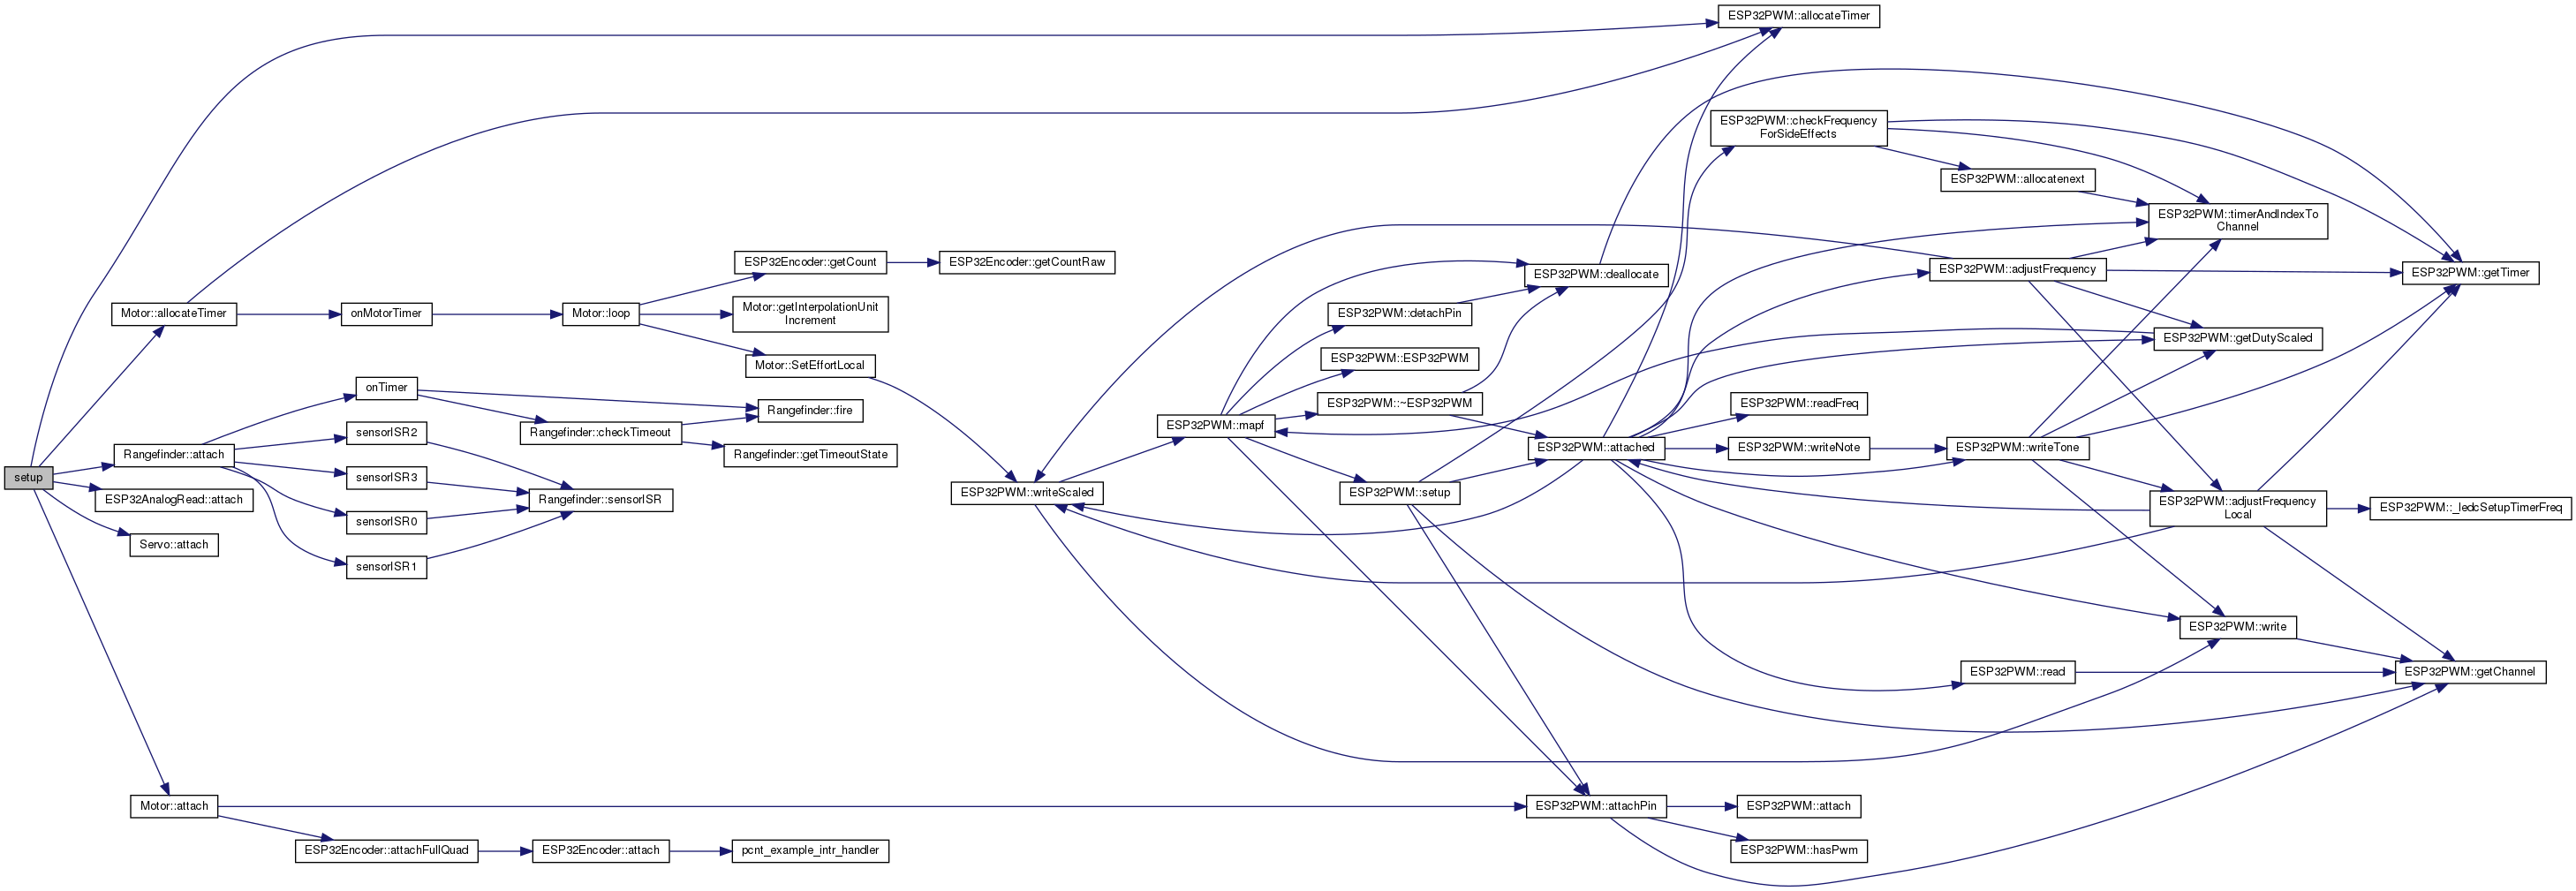 ESP32PWM::allocateTimer
ESP32PWM::checkFrequency
ForSideEffects
ESP32PWM::allocatenext
ESP32PWM::timerAndIndexTo
Channel
ESP32Encoder::getCount
ESP32Encoder::getCountRaw
ESP32PWM::deallocate
ESP32PWM::adjustFrequency
ESP32PWM::getTimer
Motor::allocateTimer
onMotorTimer
Motor::loop
Motor::getInterpolationUnit
Increment
ESP32PWM::detachPin
ESP32PWM::getDutyScaled
Motor::SetEffortLocal
ESP32PWM::ESP32PWM
onTimer
Rangefinder::fire
ESP32PWM::~ESP32PWM
ESP32PWM::readFreq
ESP32PWM::mapf
sensorISR2
Rangefinder::checkTimeout
Rangefinder::attach
Rangefinder::getTimeoutState
ESP32PWM::attached
ESP32PWM::writeNote
ESP32PWM::writeTone
setup
sensorISR3
ESP32AnalogRead::attach
Rangefinder::sensorISR
ESP32PWM::writeScaled
ESP32PWM::setup
ESP32PWM::adjustFrequency
Local
ESP32PWM::_ledcSetupTimerFreq
sensorISR0
Servo::attach
sensorISR1
ESP32PWM::write
ESP32PWM::read
ESP32PWM::getChannel
Motor::attach
ESP32PWM::attachPin
ESP32PWM::attach
ESP32Encoder::attachFullQuad
ESP32Encoder::attach
pcnt_example_intr_handler
ESP32PWM::hasPwm